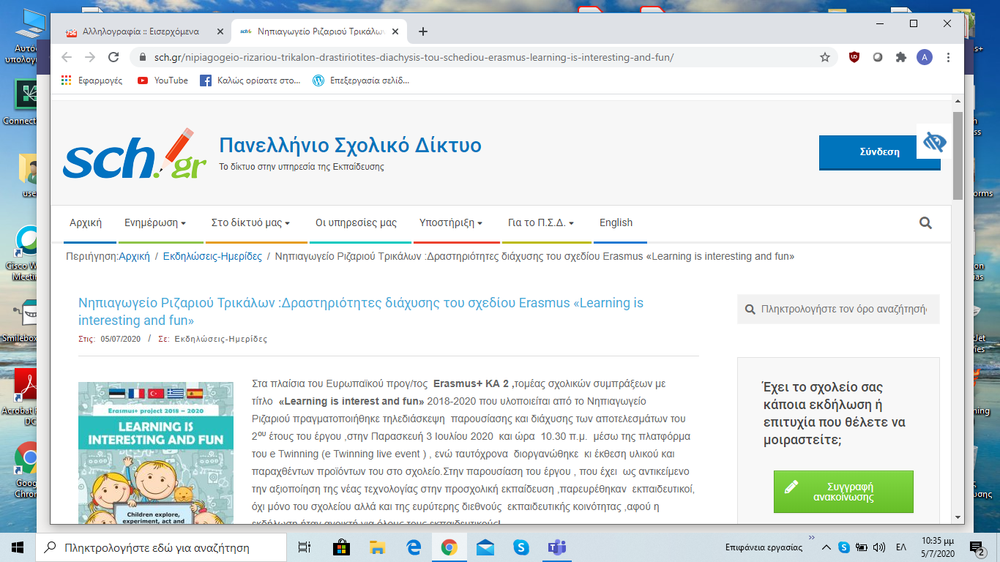 Αλληλογραφία :: Εισερχόμενα
Νηπιαγωγείο Ριζαριού Τρικάλων
sch.gr/nipiagogeio-rizariou-trikalon-drastiriotites-diachysis-tou-schediou-erasmus-learning-is-interesting-and-fun/
A
Εφαρμογές
YouTube
Καλώς ορίσατε στο...
Επεξεργασία σελίδ...
sch.gr
Πανελλήνιο Σχολικό Δίκτυο
Το δίκτυο στην υπηρεσία της Εκπαίδευσης
Σύνδεση
Αρχική
Ενημέρωση
Στο δίκτυό μας
Οι υπηρεσίες μας
Υποστήριξη
Για το Π.Σ.Δ.
English
Περιήγηση:Αρχική / Εκδηλώσεις-Ημερίδες / Νηπιαγωγείο Ριζαριού Τρικάλων :Δραστηριότητες διάχυσης του σχεδίου Erasmus «Learning is interesting and fun»
Νηπιαγωγείο Ριζαριού Τρικάλων :Δραστηριότητες διάχυσης του σχεδίου Erasmus «Learning is
interesting and fun»
Στις: 05/07/2020 / Σε: Εκδηλώσεις-Ημερίδες
Erasmus+ project 2018 – 2020
LEARNING IS
INTERESTING AND FUN
Children explore,
experiment, act and
Στα πλαίσια του Ευρωπαϊκού προγ/τος Erasmus+ KA 2 ,τομέας σχολικών συμπράξεων με
τίτλο «Learning is interest and fun» 2018-2020 που υλοποιείται από το Νηπιαγωγείο
Ριζαριού πραγματοποιήθηκε τηλεδιάσκεψη παρουσίασης και διάχυσης των αποτελεσμάτων του
2ου έτους του έργου ,στην Παρασκευή 3 Ιουλίου 2020 και ώρα 10.30 π.μ. μέσω της πλατφόρμα
του e Twinning (e Twinning live event ) , ενώ ταυτόχρονα διοργανώθηκε κι έκθεση υλικού και
παραχθέντων προϊόντων του στο σχολείο.Στην παρουσίαση του έργου , που έχει ως αντικείμενο
την αξιοποίηση της νέας τεχνολογίας στην προσχολική εκπαίδευση ,παρευρέθηκαν εκπαιδευτικοί,
όχι μόνο του σχολείου αλλά και της ευρύτερης διεθνούς εκπαιδευτικής κοινότητας ,αφού η
εκδήλωση ήταν ανοικτή για όλους τους εκπαιδευτικούς!
Πληκτρολογήστε τον όρο αναζήτησή
Έχει το σχολείο σας
κάποια εκδήλωση ή
επιτυχία που θέλετε να
μοιραστείτε;
Συγγραφή
ανακοίνωσης
Αυτο
υπολογ
Connect
use
Cisco W
Meetin
Smilebox
Acrobat
DC
Goog
Chron
Πληκτρολογήστε εδώ για αναζήτηση
Επιφάνεια εργασίας
ΕΛ
10:35 μμ
5/7/2020
2